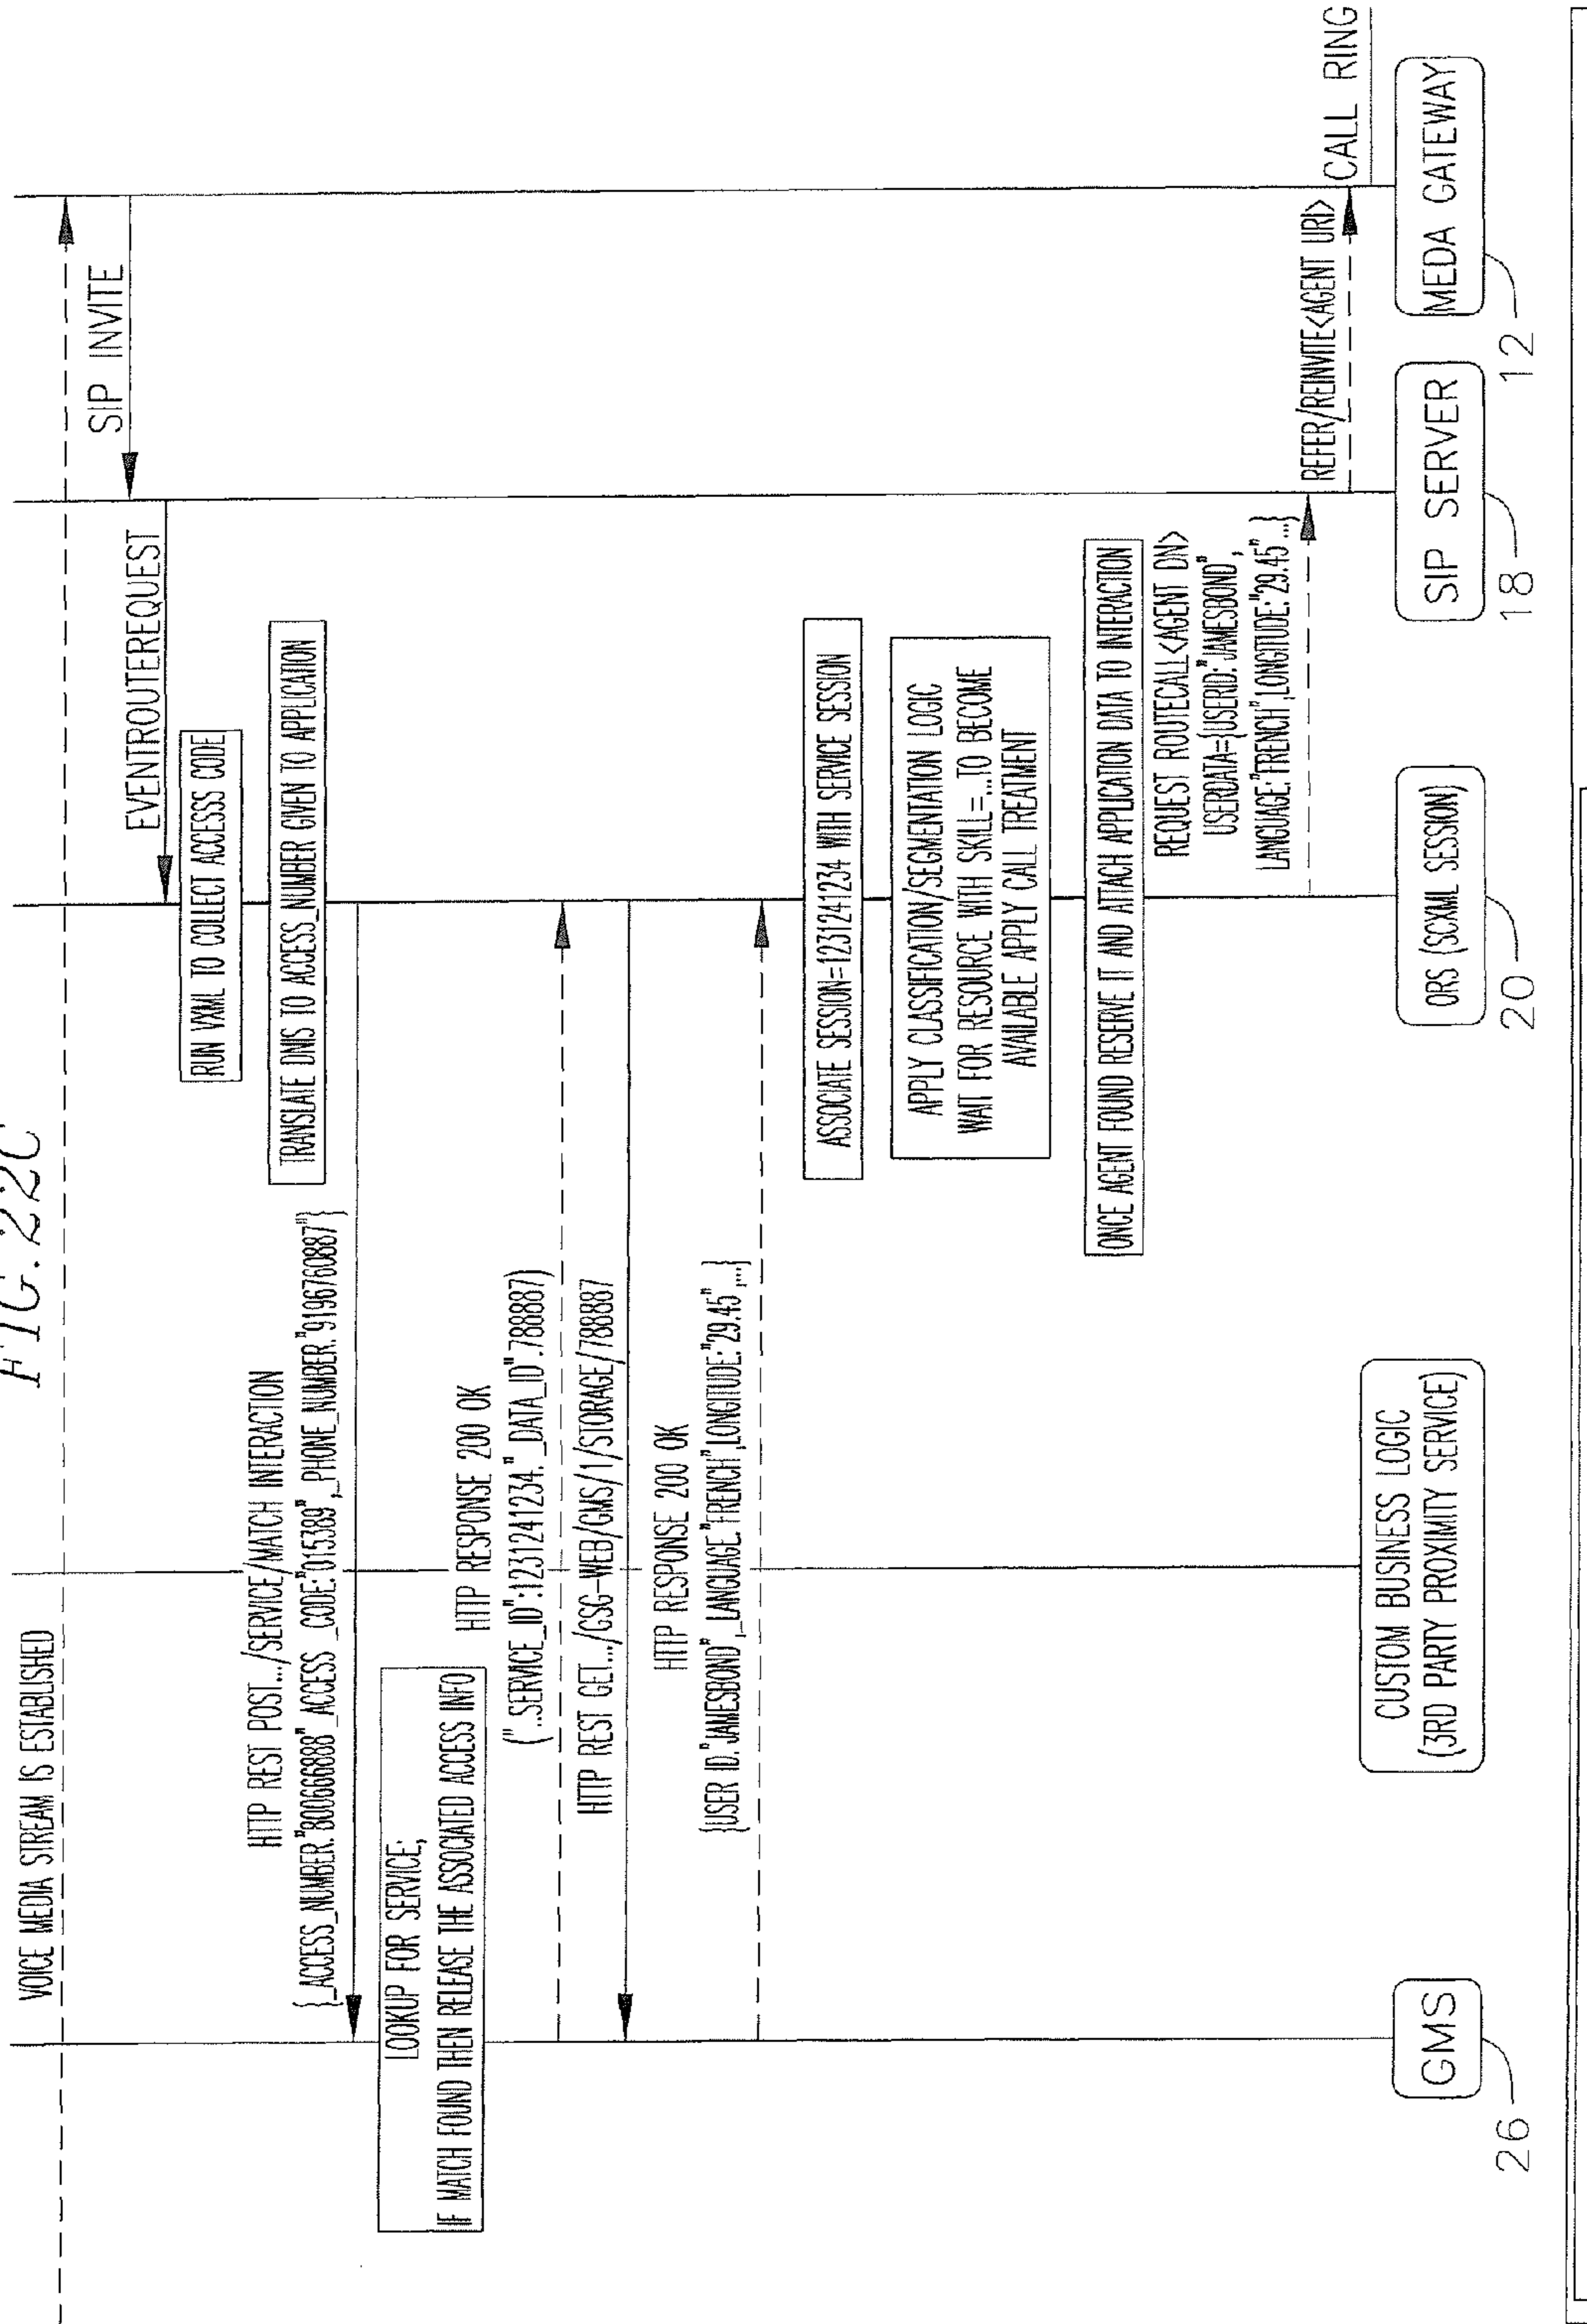 FIG. 22C
VOICE MEDIA STREAM IS ESTABLISHED
SIP INVITE
EVENTROUTEREQUEST
RUN VXML TO COLLECT ACCESSS CODE
TRANSLATE DNIS TO ACCESS_NUMBER GIVEN TO APPLICATION
HTTP REST POST.../SERVICE/MATCH INTERACTION
{_ACCESS_NUMBER:"80066888"_ACCESS _CODE:"015389",_PHONE_NUMBER."9196760887"}
LOOKUP FOR SERVICE;
IF MATCH FOUND THEN RELEASE THE ASSOCIATED ACCESS INFO
HTTP RESPONSE 200 OK
("..SERVICE_ID":1231241234."_DATA_ID".788887)
HTTP REST GET.../GSG-WEB/GMS/1/STORAGE/788887
HTTP RESPONSE 200 OK
{USER ID."JAMESBOND",_LANGUAGE."FRENCH",LONGITUDE:"29.45",...}
ASSOCIATE SESSION=1231241234 WITH SERVICE SESSION
APPLY CLASSIFICATION/SEGMENTATION LOGIC
WAIT FOR RESOURCE WITH SKILL=...TO BECOME
AVAILABLE APPLY CALL TREATMENT
ONCE AGENT FOUND RESERVE IT AND ATTACH APPLICATION DATA TO INTERACTION
REQUEST ROUTECALL<AGENT DN>
USERDATA={USERID:"JAMESBOND",
LANGUAGE:"FRENCH",LONGITUDE:"29.45"...}
REFER/REINVITE<AGENT URI>
CALL RING
GMS
26
CUSTOM BUSINESS LOGIC
(3RD PARTY PROXIMITY SERVICE)
ORS (SCXML SESSION)
20
SIP SERVER
18
MEDA GATEWAY
12